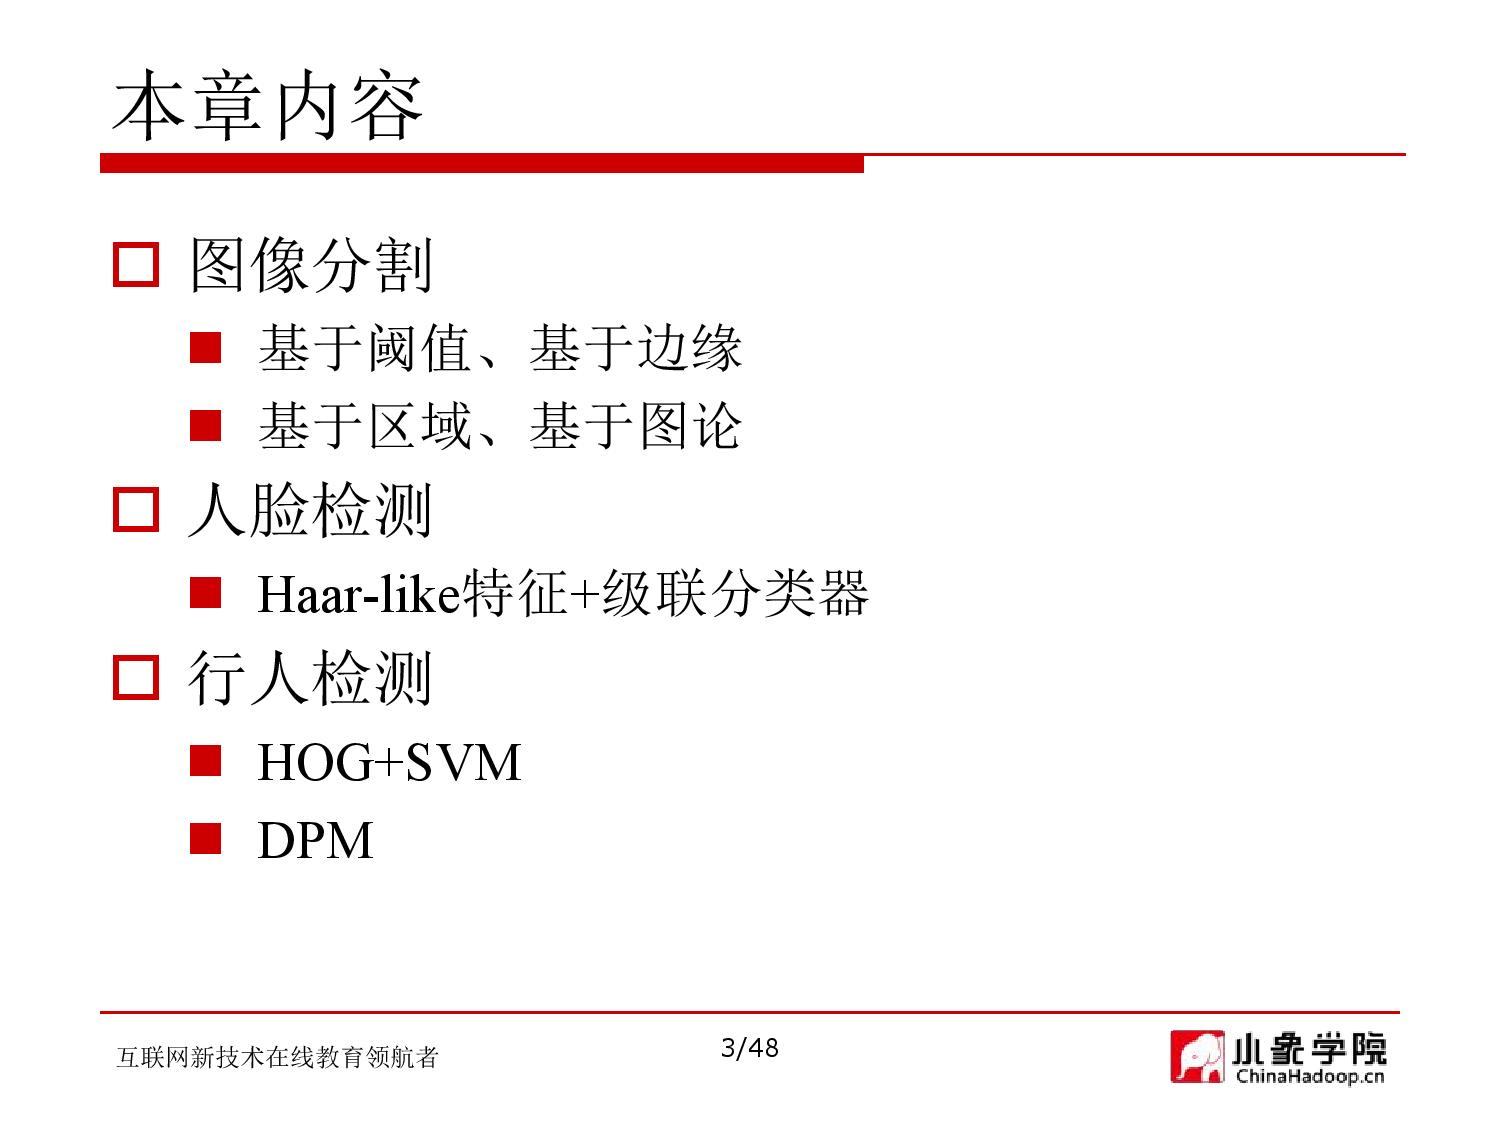 本章内容
图像分割
基于阈值、基于边缘
基于区域、基于图论
人脸检测
Haar-like特征+级联分类器
行人检测
HOG+SVM
DPM
互联网新技术在线教育领航者
3/48
小象学院
ChinaHadoop.cn